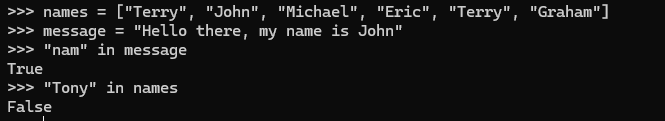 >>> names = ["Terry", "John", "Michael", "Eric", "Terry", "Graham"]
>>> message = "Hello there, my name is John"
>>> "nam" in message
True
>>> "Tony" in names
False